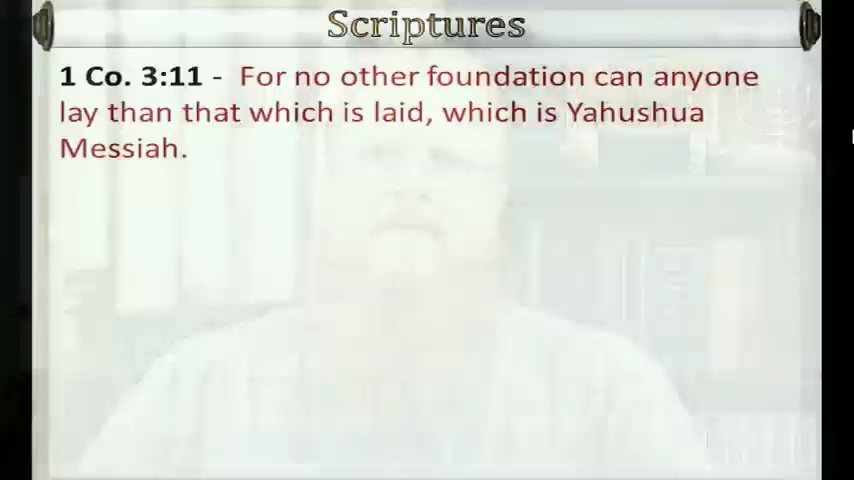 Scriptures
1 Co. 3:11 - For no other foundation can anyone
lay than that which is laid, which is Yahushua
Messiah.